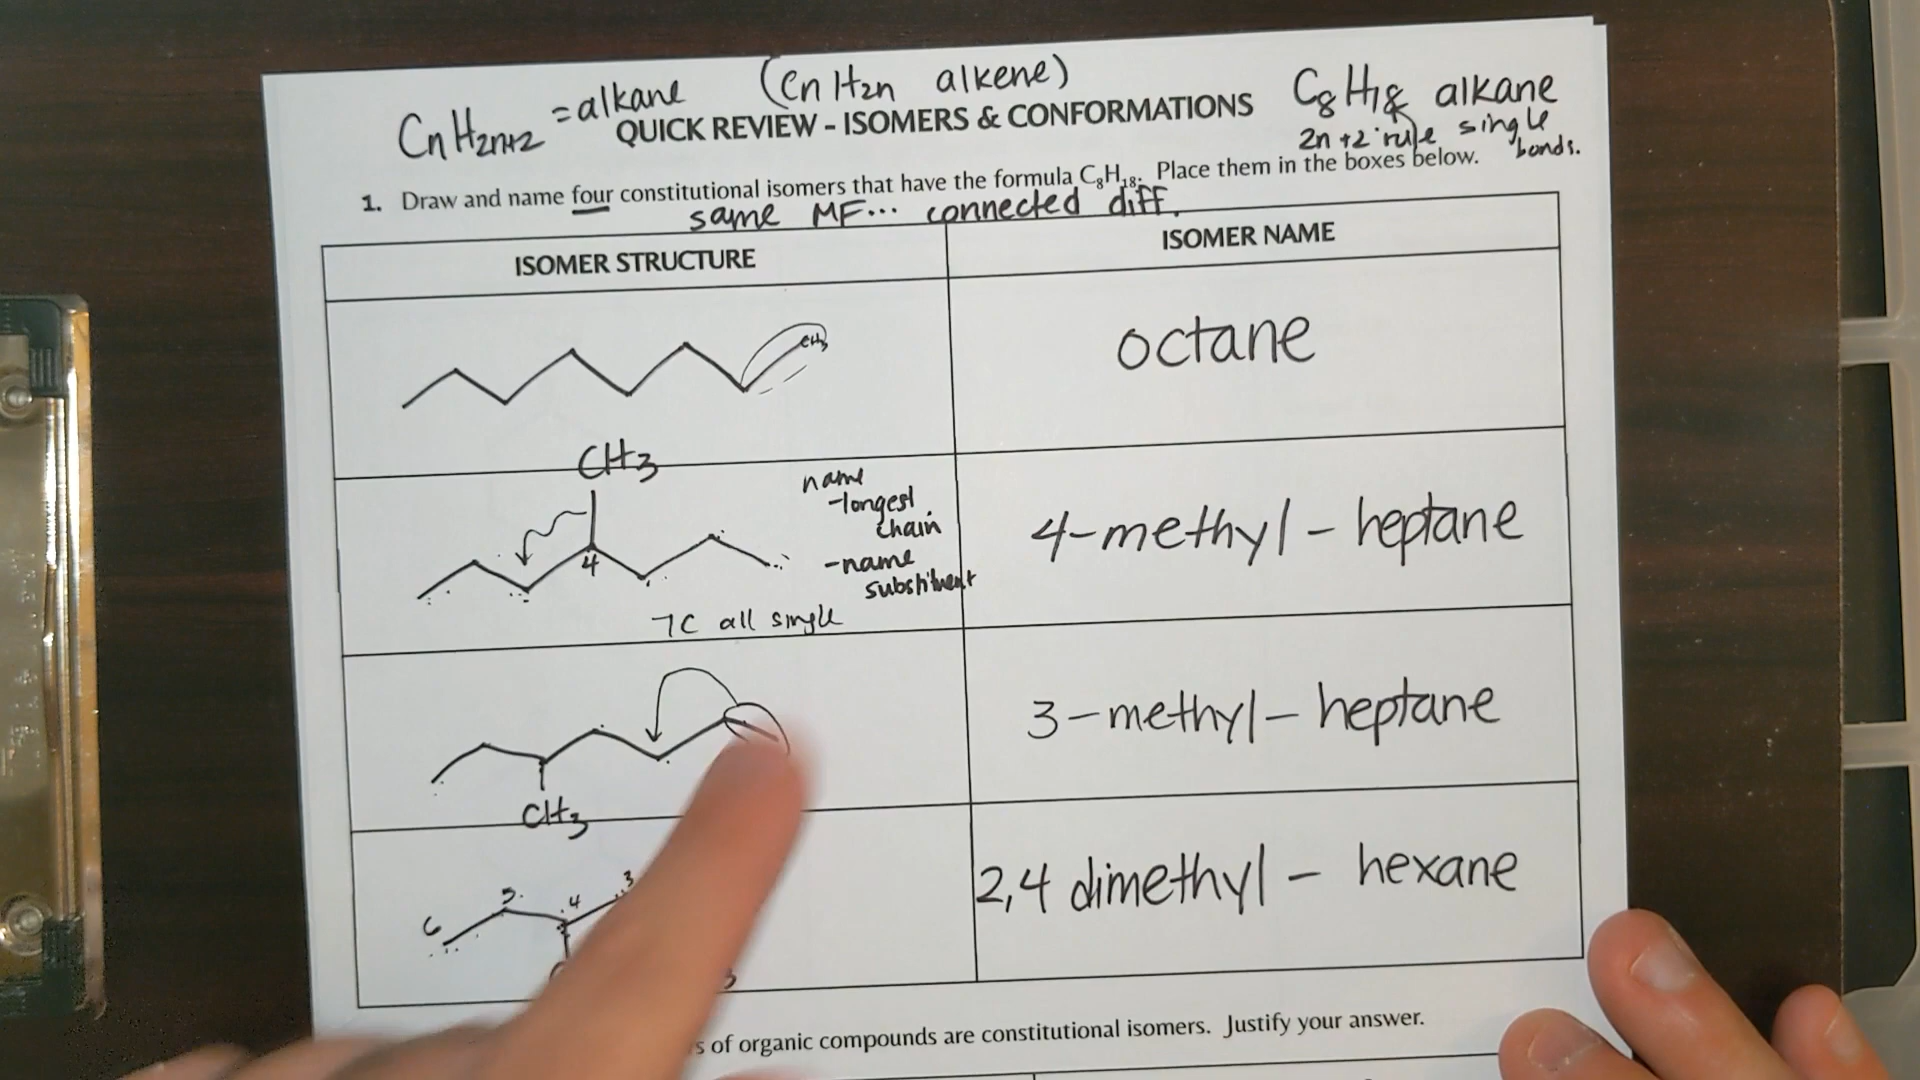 CnH2n+2 = alkane (CnH2n alkene)
C8H18 alkane
QUICK REVIEW - ISOMERS & CONFORMATIONS
2n+2 rule single bonds.
1. Draw and name four constitutional isomers that have the formula C8H18. Place them in the boxes below.
same MF... connected diff.
ISOMER STRUCTURE
ISOMER NAME
CH3
octane
CH3
name
-longest
chain
-name
substituent
4
7C all single
4-methyl-heptane
CH3
3-methyl-heptane
6 5 4 3
2,4 dimethyl - hexane
3
of organic compounds are constitutional isomers. Justify your answer.